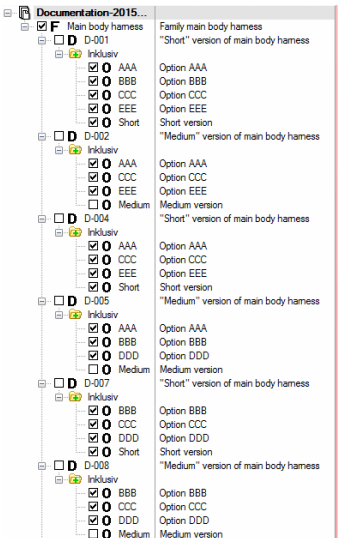 Documentation-2015...
F Main body harness Family main body harness
D D-001 "Short" version of main body harness
Inklusiv
O AAA Option AAA
O BBB Option BBB
O CCC Option CCC
O EEE Option EEE
O Short Short version
D D-002 "Medium" version of main body harness
Inklusiv
O AAA Option AAA
O CCC Option CCC
O EEE Option EEE
O Medium Medium version
D D-004 "Short" version of main body harness
Inklusiv
O AAA Option AAA
O CCC Option CCC
O EEE Option EEE
O Short Short version
D D-005 "Medium" version of main body harness
Inklusiv
O AAA Option AAA
O BBB Option BBB
O DDD Option DDD
O Medium Medium version
D D-007 "Short" version of main body harness
Inklusiv
O BBB Option BBB
O CCC Option CCC
O DDD Option DDD
O Short Short version
D D-008 "Medium" version of main body harness
Inklusiv
O BBB Option BBB
O CCC Option CCC
O DDD Option DDD
O Medium Medium version